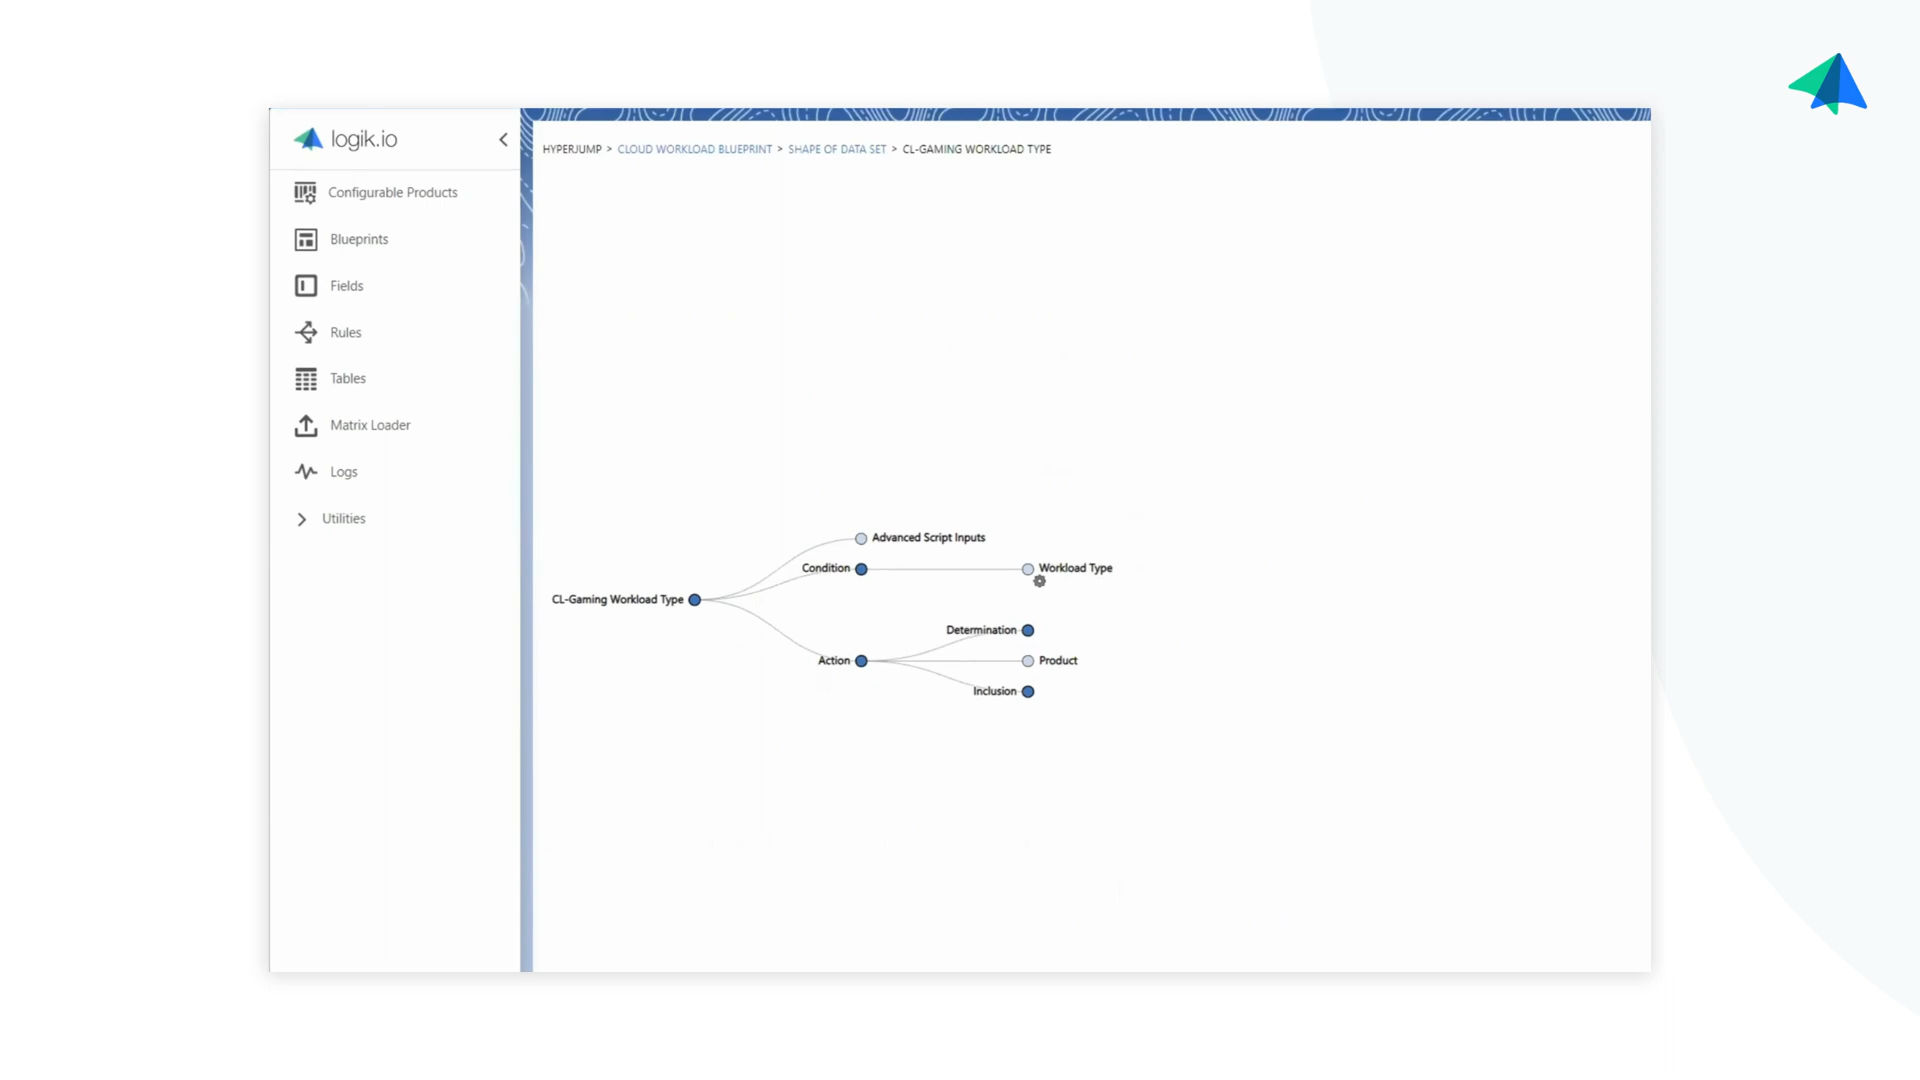 logik.io
HYPERJUMP > CLOUD WORKLOAD BLUEPRINT > SHAPE OF DATA SET > CL-GAMING WORKLOAD TYPE
Configurable Products
Blueprints
Fields
Rules
Tables
Matrix Loader
Logs
Utilities
Advanced Script Inputs
Condition
Workload Type
CL-Gaming Workload Type
Determination
Action
Product
Inclusion